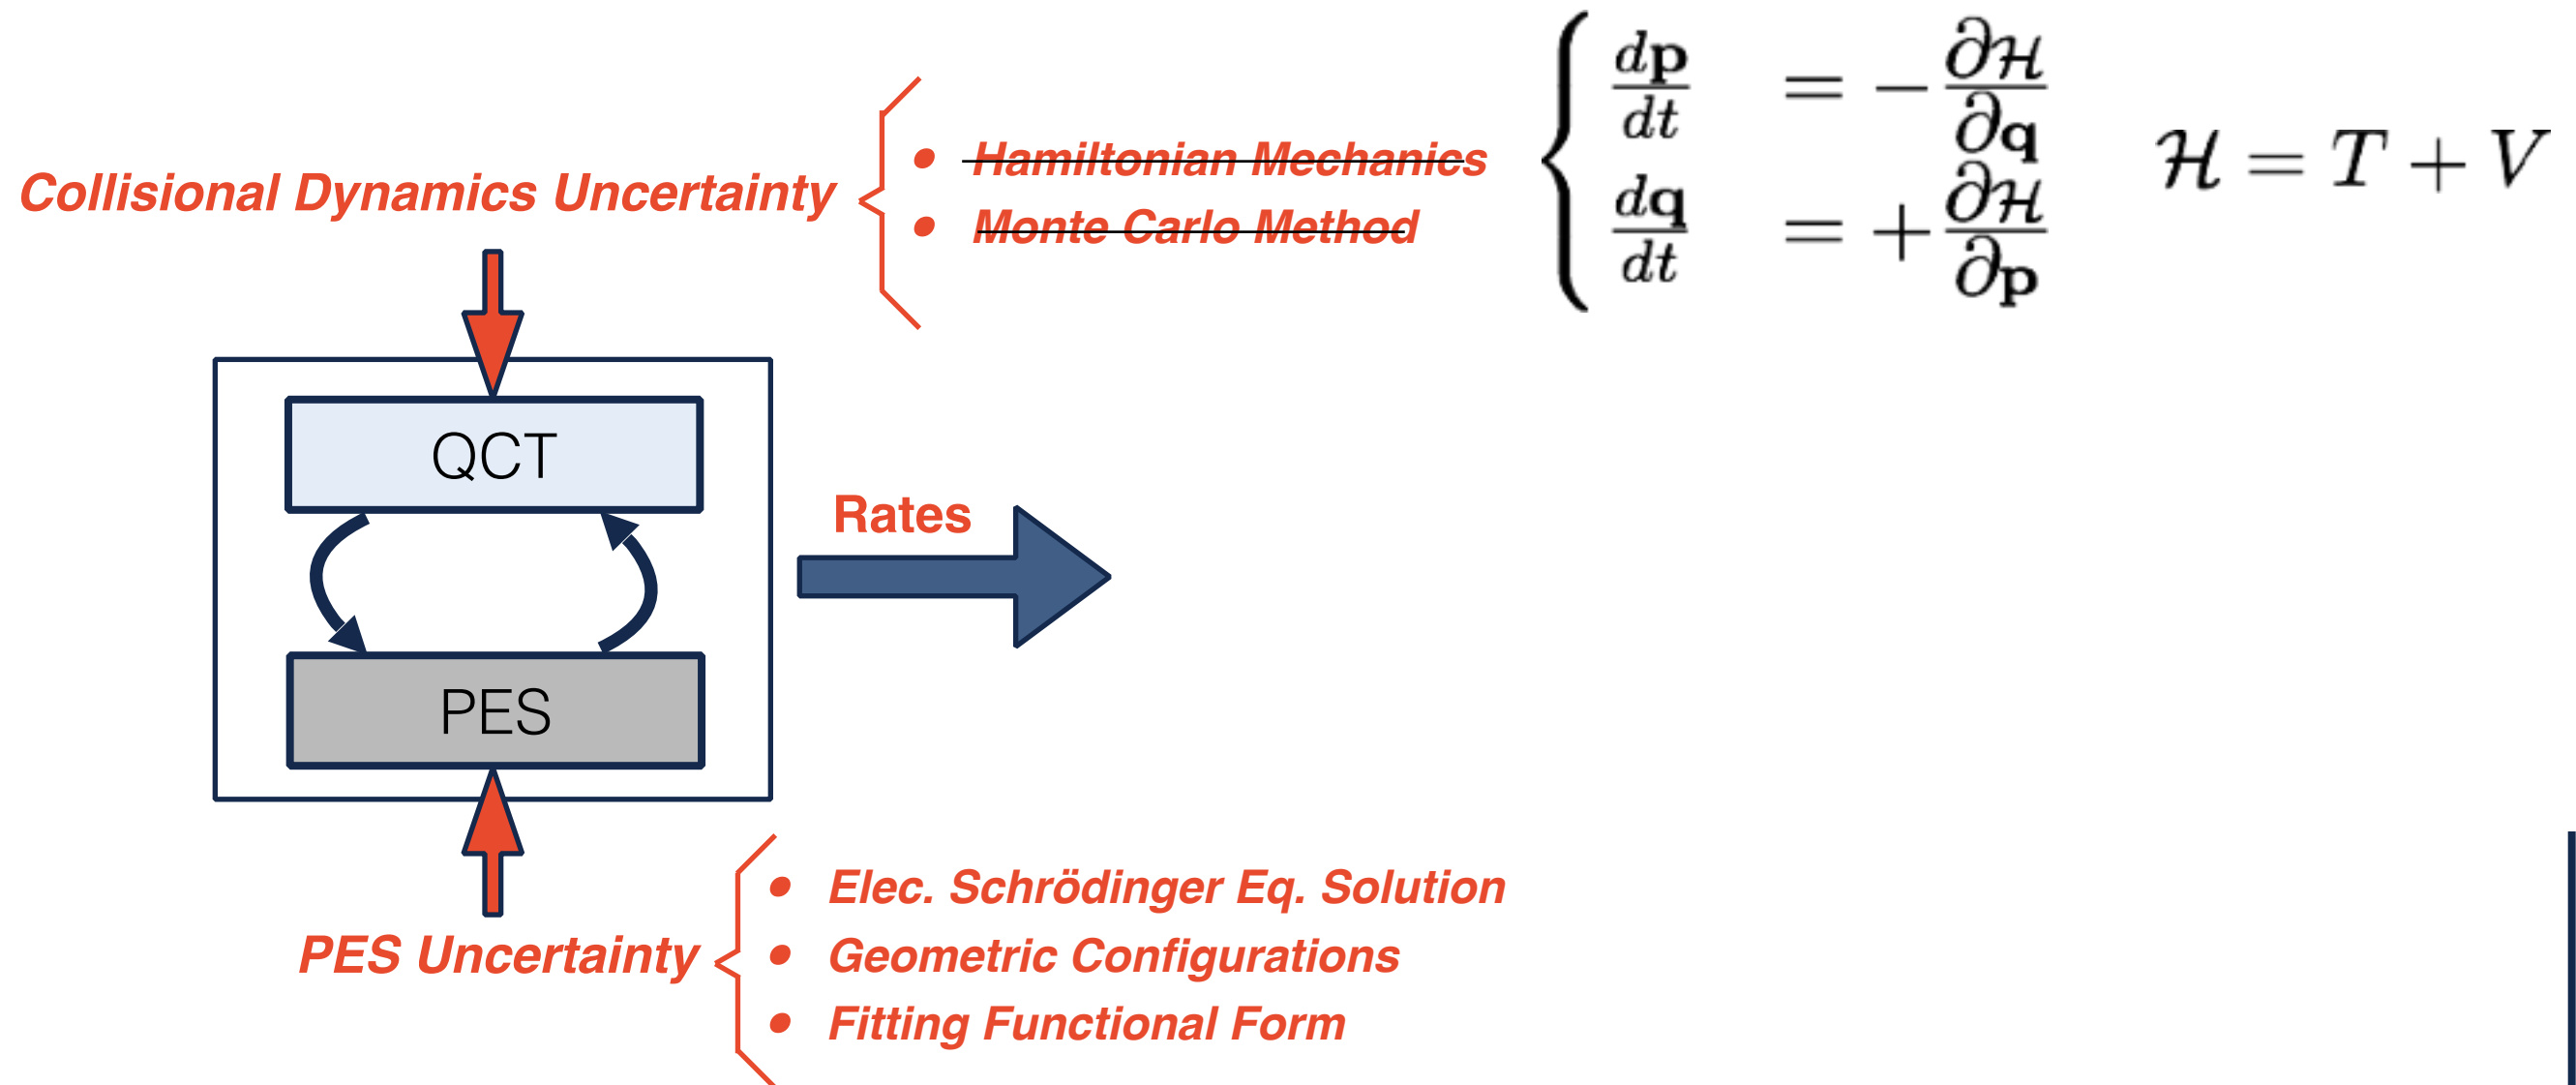 Collisional Dynamics Uncertainty
• Hamiltonian Mechanics
• Monte Carlo Method
dp/dt = − ∂ℋ/∂q
dq/dt = + ∂ℋ/∂p
ℋ = T + V
QCT
Rates
PES
PES Uncertainty
• Elec. Schrödinger Eq. Solution
• Geometric Configurations
• Fitting Functional Form